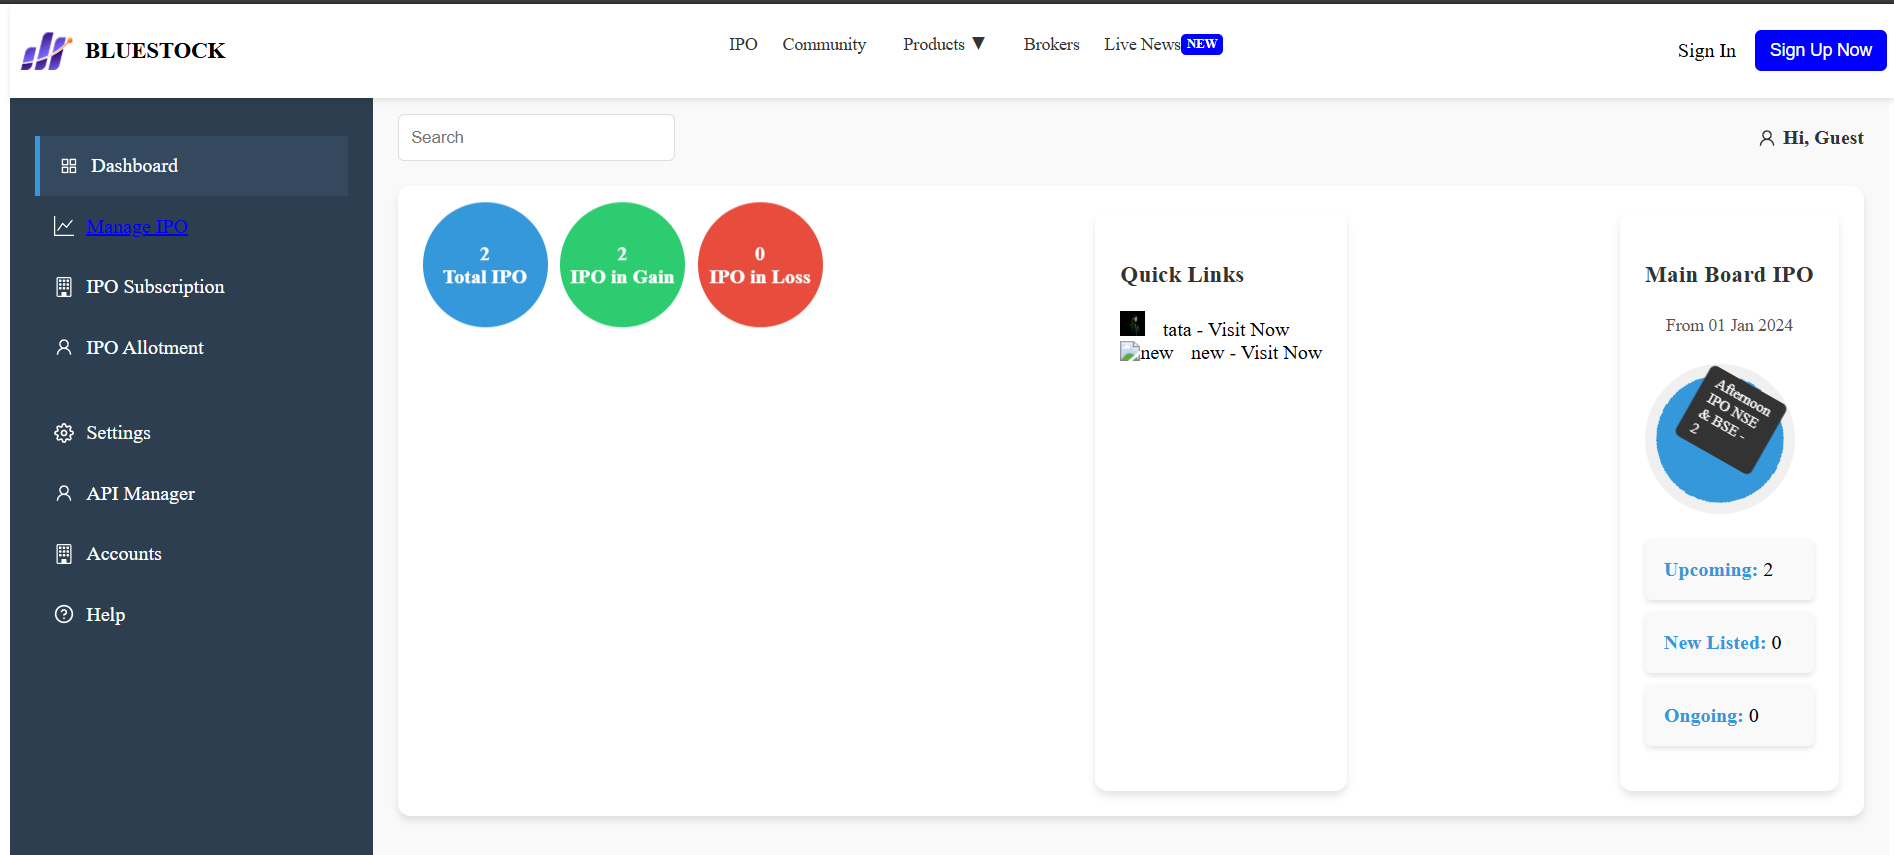 BLUESTOCK
IPO Community Products ▼ Brokers Live News NEW
Sign In Sign Up Now
Dashboard
Manage IPO
IPO Subscription
IPO Allotment
Settings
API Manager
Accounts
Help
Search
Hi, Guest
2
Total IPO
2
IPO in Gain
0
IPO in Loss
Quick Links
tata - Visit Now
new new - Visit Now
Main Board IPO
From 01 Jan 2024
Afternoon
IPO NSE
& BSE -
2
Upcoming: 2
New Listed: 0
Ongoing: 0